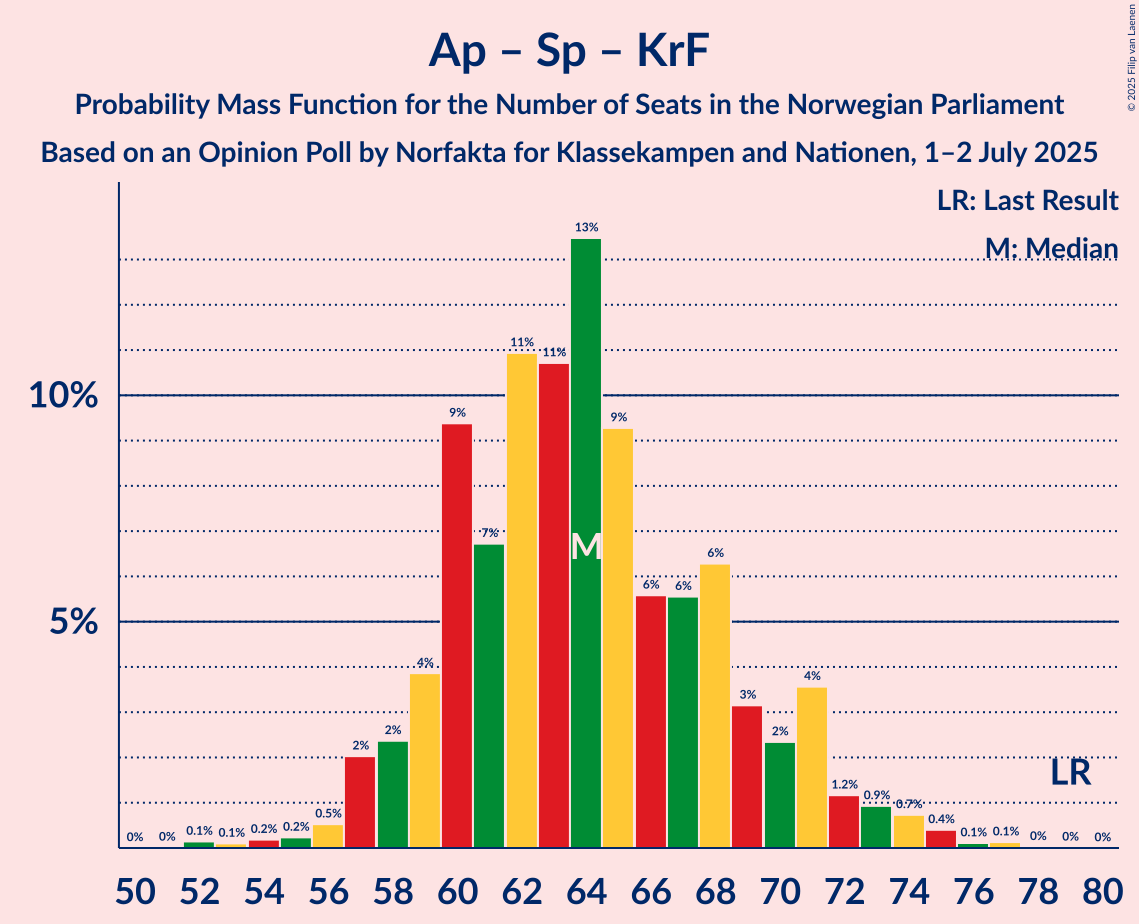 Ap – Sp – KrF
Probability Mass Function for the Number of Seats in the Norwegian Parliament
Based on an Opinion Poll by Norfakta for Klassekampen and Nationen, 1–2 July 2025
© 2025 Filip van Laenen
LR: Last Result
M: Median
13%
11% 11%
10%
9% 9%
7%
M
6% 6% 6%
5%
4% 4%
3%
2% 2% 2%
LR
1.2% 0.9% 0.7% 0.4%
0% 0% 0.1% 0.1% 0.2% 0.2% 0.5% 0.1% 0.1% 0% 0% 0%
50 52 54 56 58 60 62 64 66 68 70 72 74 76 78 80